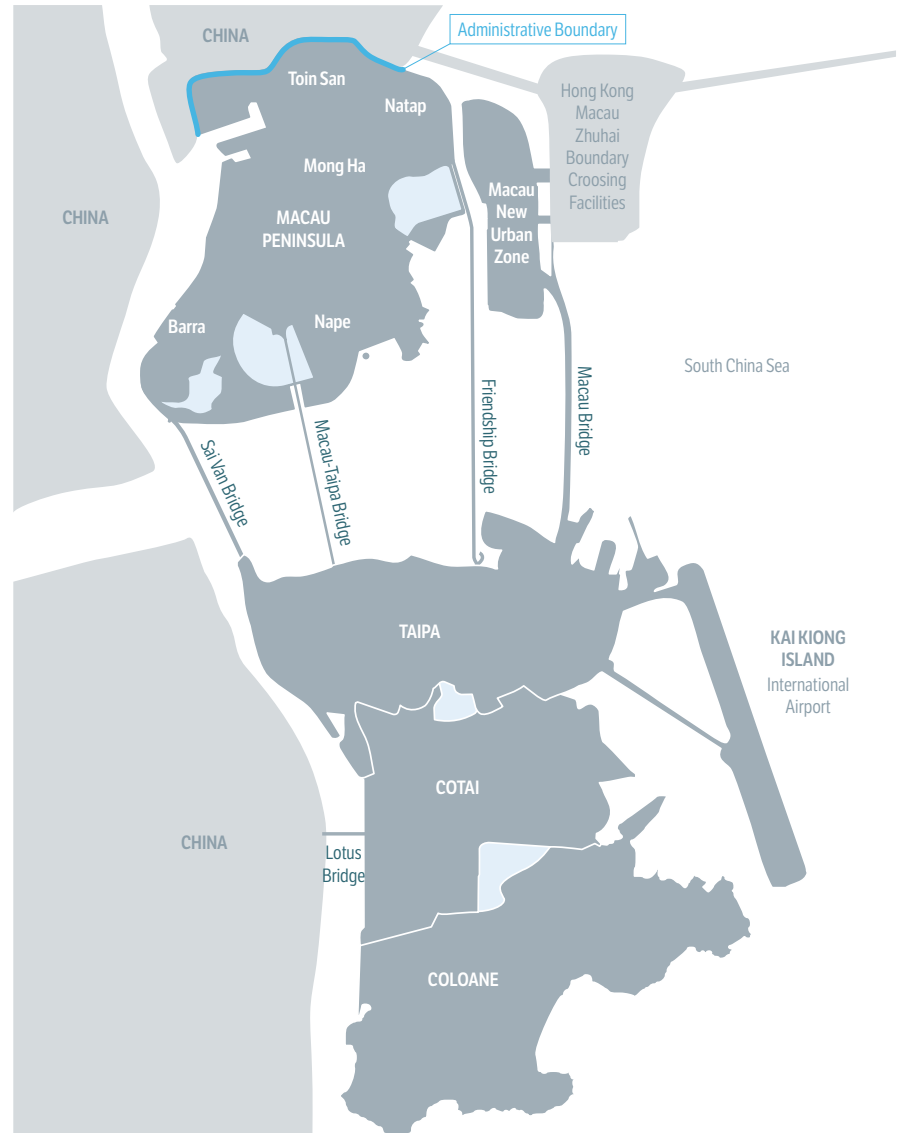 CHINA
Administrative Boundary
Toin San
Natap
Hong Kong
Macau
Zhuhai
Boundary
Croosing
Facilities
Mong Ha
CHINA
MACAU
PENINSULA
Macau
New
Urban
Zone
Barra
Nape
South China Sea
Sai Van Bridge
Macau-Taipa Bridge
Friendship Bridge
Macau Bridge
TAIPA
KAI KIONG
ISLAND
International
Airport
COTAI
CHINA
Lotus
Bridge
COLOANE